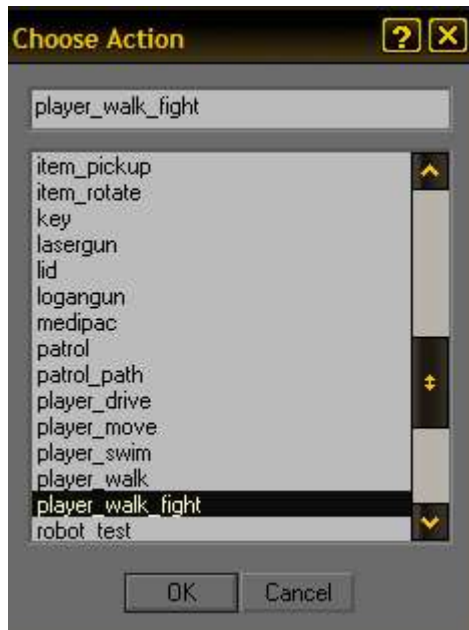 Choose Action
player_walk_fight
item_pickup
item_rotate
key
lasergun
lid
logangun
medipac
patrol
patrol_path
player_drive
player_move
player_swim
player_walk
player_walk_fight
robot_test
OK Cancel